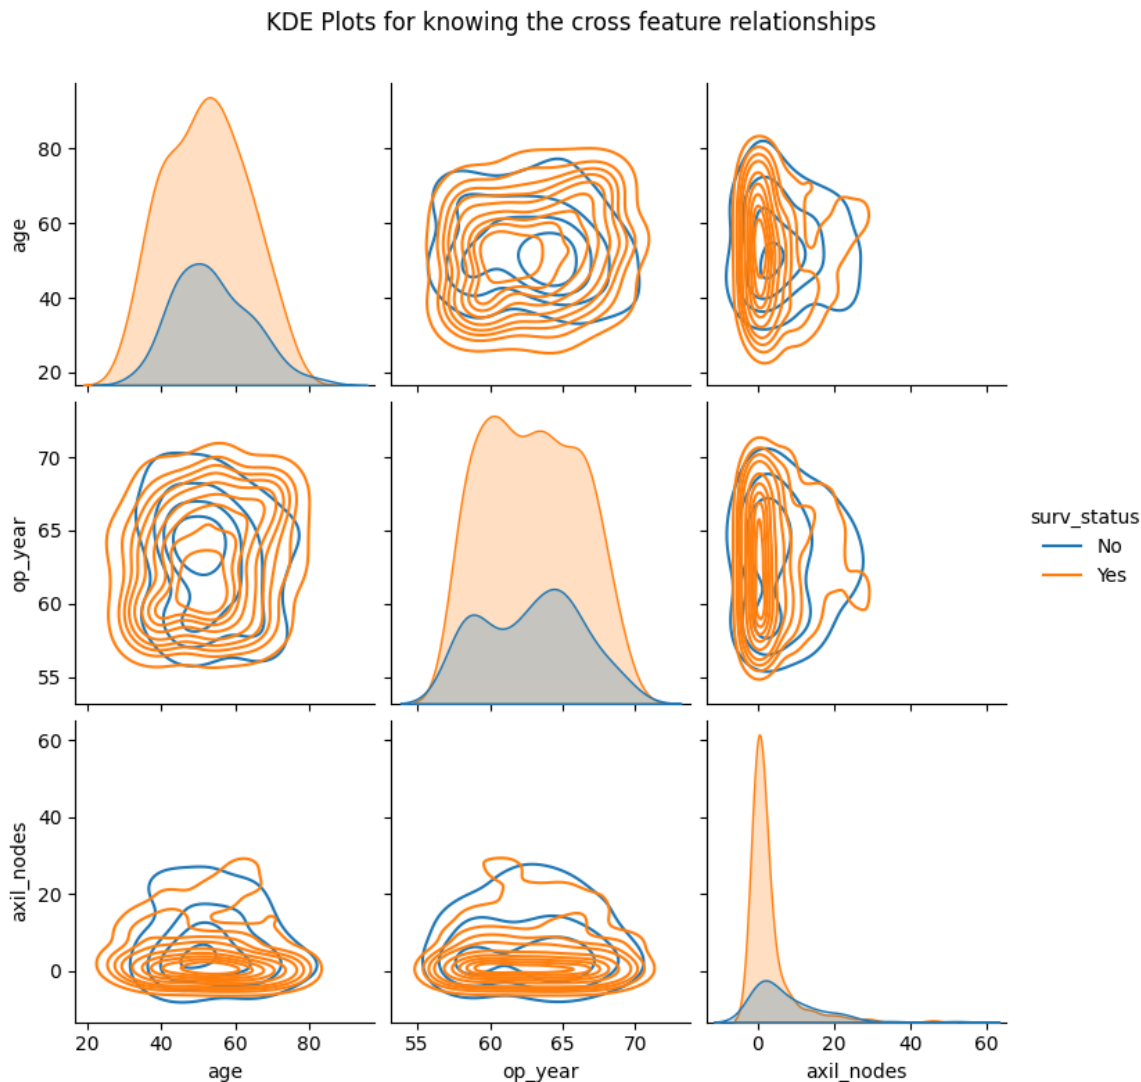 KDE Plots for knowing the cross feature relationships
age
80
60
40
20
op_year
70
65
60
55
surv_status
No
Yes
axil_nodes
60
40
20
0
20 40 60 80
55 60 65 70
0 20 40 60
age
op_year
axil_nodes